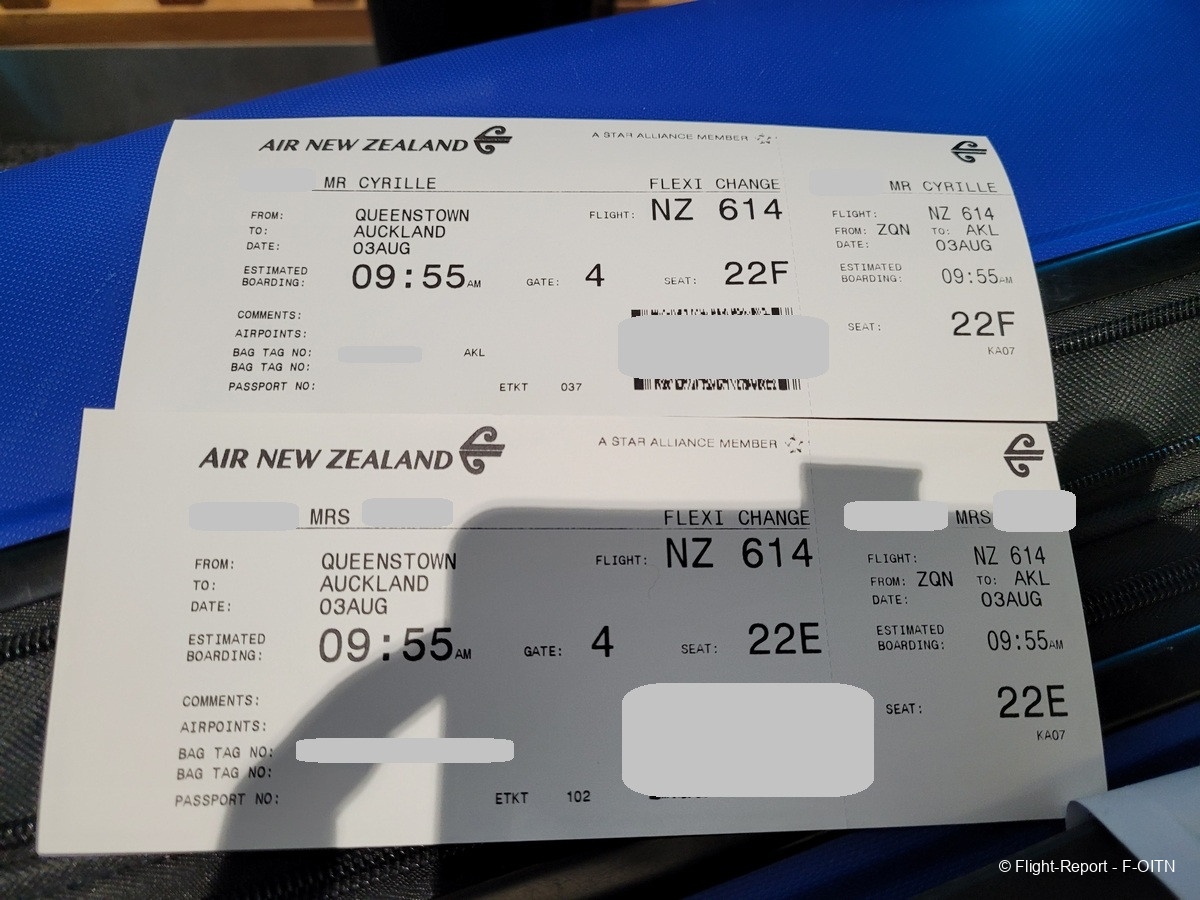 AIR NEW ZEALAND A STAR ALLIANCE MEMBER
MR CYRILLE FLEXI CHANGE MR CYRILLE
FROM: QUEENSTOWN FLIGHT: NZ 614 FLIGHT: NZ 614
TO: AUCKLAND FROM: ZQN TO: AKL
DATE: 03AUG DATE: 03AUG
ESTIMATED BOARDING: 09:55AM GATE: 4 SEAT: 22F ESTIMATED BOARDING: 09:55AM
COMMENTS:
AIRPOINTS: SEAT: 22F
BAG TAG NO: AKL KA07
BAG TAG NO:
PASSPORT NO: ETKT 037
AIR NEW ZEALAND A STAR ALLIANCE MEMBER
MRS FLEXI CHANGE MRS
FROM: QUEENSTOWN FLIGHT: NZ 614 FLIGHT: NZ 614
TO: AUCKLAND FROM: ZQN TO: AKL
DATE: 03AUG DATE: 03AUG
ESTIMATED BOARDING: 09:55AM GATE: 4 SEAT: 22E ESTIMATED BOARDING: 09:55AM
COMMENTS: SEAT: 22E
AIRPOINTS: KA07
BAG TAG NO:
BAG TAG NO:
PASSPORT NO: ETKT 102
© Flight-Report - F-OITN